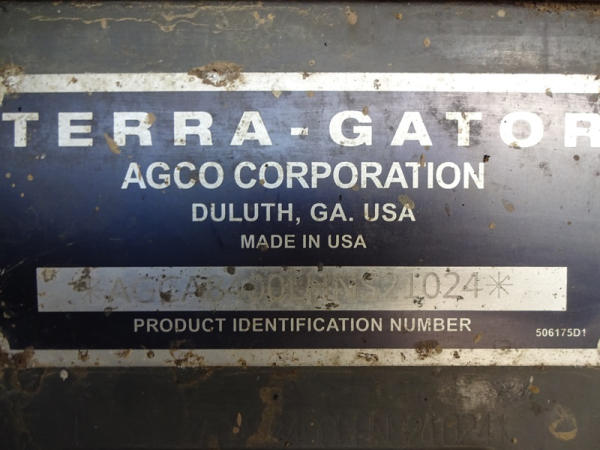 TERRA-GATOR
AGCO CORPORATION
DULUTH, GA. USA
MADE IN USA
PRODUCT IDENTIFICATION NUMBER
506175D1